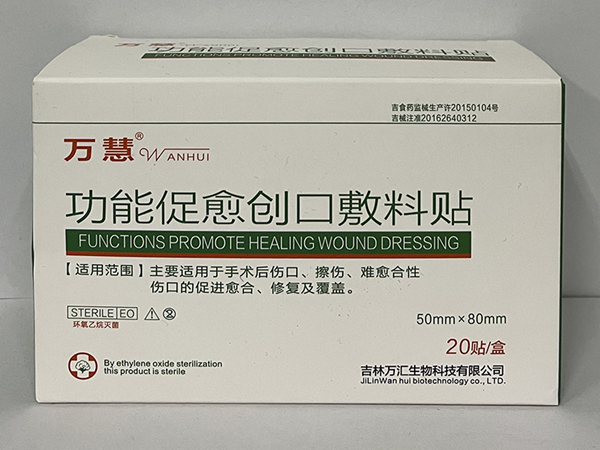 万慧 功能促愈创口敷料贴
FUNCTIONS PROMOTE HEALING WOUND DRESSING
吉食药监械生产许20150104号
吉械注准20162640312
万慧® WANHUI
功能促愈创口敷料贴
FUNCTIONS PROMOTE HEALING WOUND DRESSING
【适用范围】主要适用于手术后伤口、擦伤、难愈合性
伤口的促进愈合、修复及覆盖。
STERILE EO
环氧乙烷灭菌
50mm×80mm
20贴/盒
By ethylene oxide sterilization
this product is sterile
吉林万汇生物科技有限公司
JiLinWan hui biotechnology co., LTD.